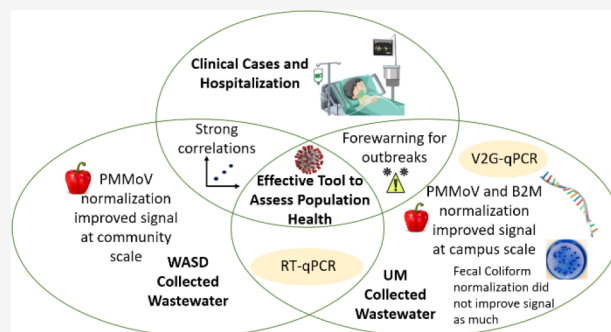 Clinical Cases and
Hospitalization
Strong
correlations
Forewarning for
outbreaks
V2G-qPCR
PMMoV
normalization
improved signal
at community
scale
Effective Tool to
Assess Population
Health
PMMoV and B2M
normalization
improved signal
at campus scale
WASD
Collected
Wastewater
RT-qPCR
UM
Collected
Wastewater
Fecal Coliform
normalization did
not improve signal
as much